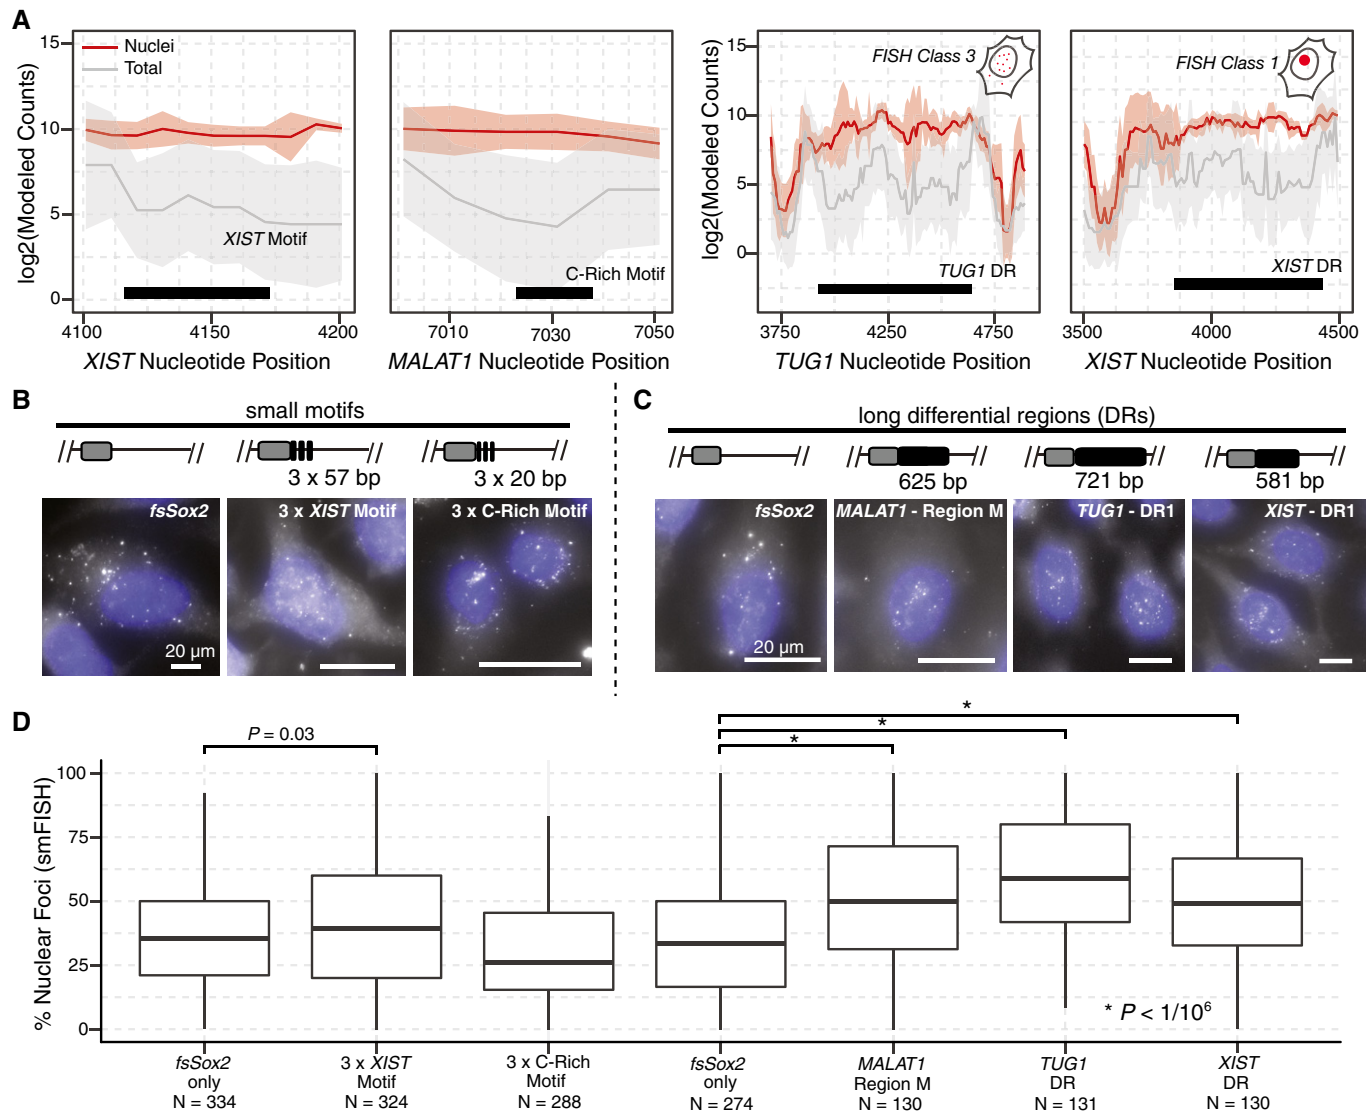 A
log2(Modeled Counts)
15
10
5
0
Nuclei
Total
XIST Motif
4100
4150
4200
XIST Nucleotide Position
C-Rich Motif
7010
7030
7050
MALAT1 Nucleotide Position
log2(Modeled Counts)
15
10
5
0
FISH Class 3
TUG1 DR
3750
4250
4750
TUG1 Nucleotide Position
FISH Class 1
XIST DR
3500
4000
4500
XIST Nucleotide Position
B
small motifs
3 x 57 bp
3 x 20 bp
fsSox2
20 µm
3 x XIST Motif
3 x C-Rich Motif
C
long differential regions (DRs)
625 bp
721 bp
581 bp
fsSox2
20 µm
MALAT1 - Region M
TUG1 - DR1
XIST - DR1
D
% Nuclear Foci (smFISH)
100
75
50
25
0
P = 0.03
*
*
*
* P < 1/10⁶
fsSox2
only
N = 334
3 x XIST
Motif
N = 324
3 x C-Rich
Motif
N = 288
fsSox2
only
N = 274
MALAT1
Region M
N = 130
TUG1
DR
N = 131
XIST
DR
N = 130